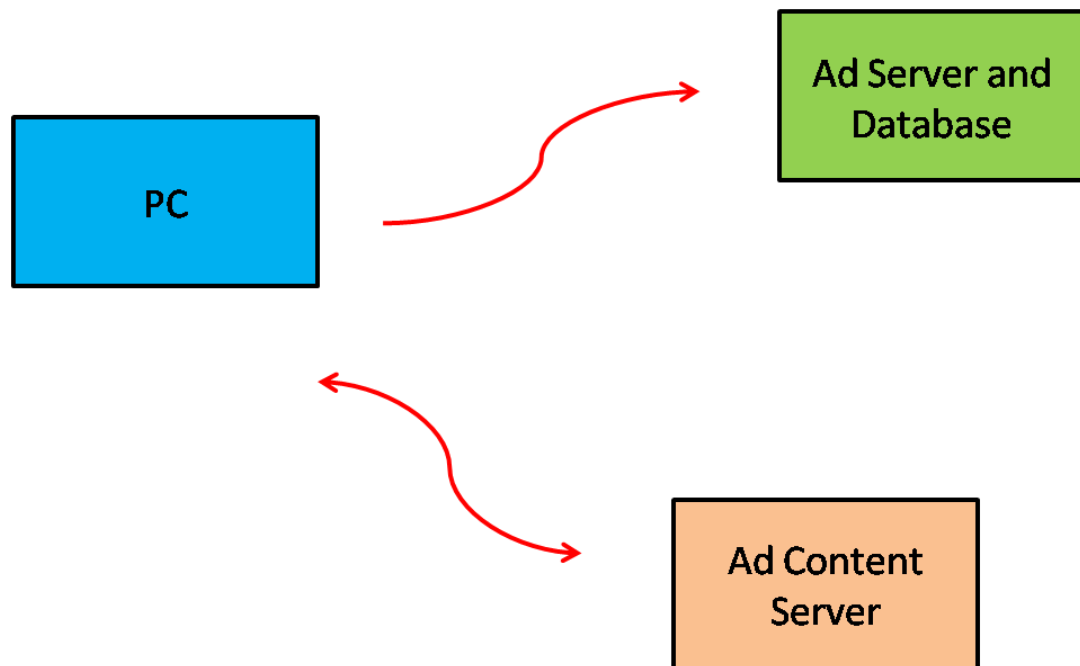 Ad Server and
Database
PC
Ad Content
Server